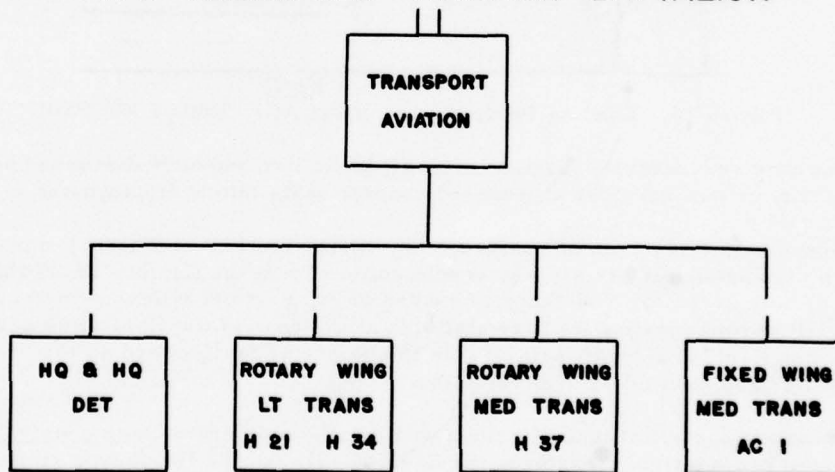 TRANSPORT
AVIATION
HQ & HQ
DET
ROTARY WING
LT TRANS
H 21 H 34
ROTARY WING
MED TRANS
H 37
FIXED WING
MED TRANS
AC 1